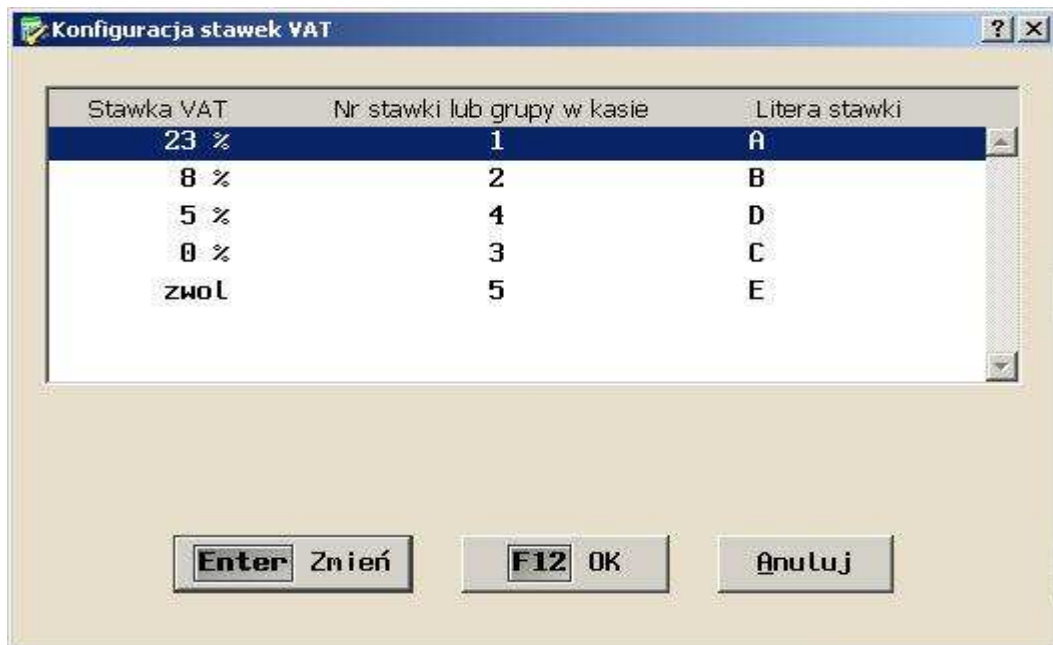 Konfiguracja stawek VAT
Stawka VAT Nr stawki lub grupy w kasie Litera stawki
23 % 1 A
8 % 2 B
5 % 4 D
0 % 3 C
zwol 5 E
Enter Zmień F12 OK Anuluj